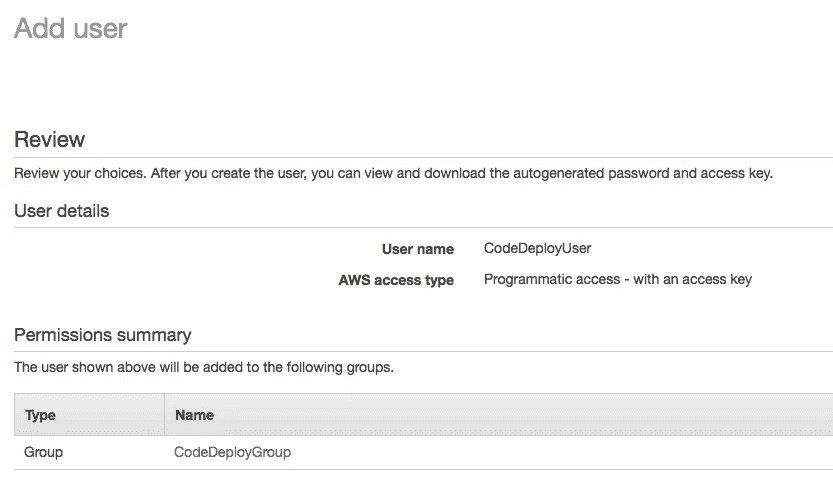 Add user
Review
Review your choices. After you create the user, you can view and download the autogenerated password and access key.
User details
User name CodeDeployUser
AWS access type Programmatic access - with an access key
Permissions summary
The user shown above will be added to the following groups.
Type Name
Group CodeDeployGroup